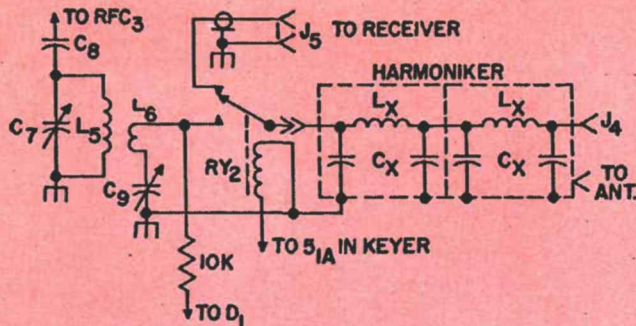 TO RFC3
C8
J5 TO RECEIVER
HARMONIKER
C7
L5
L6
LX
LX
J4
C9
RY2
CX
CX
TO ANT.
TO 51A IN KEYER
10K
TO D1